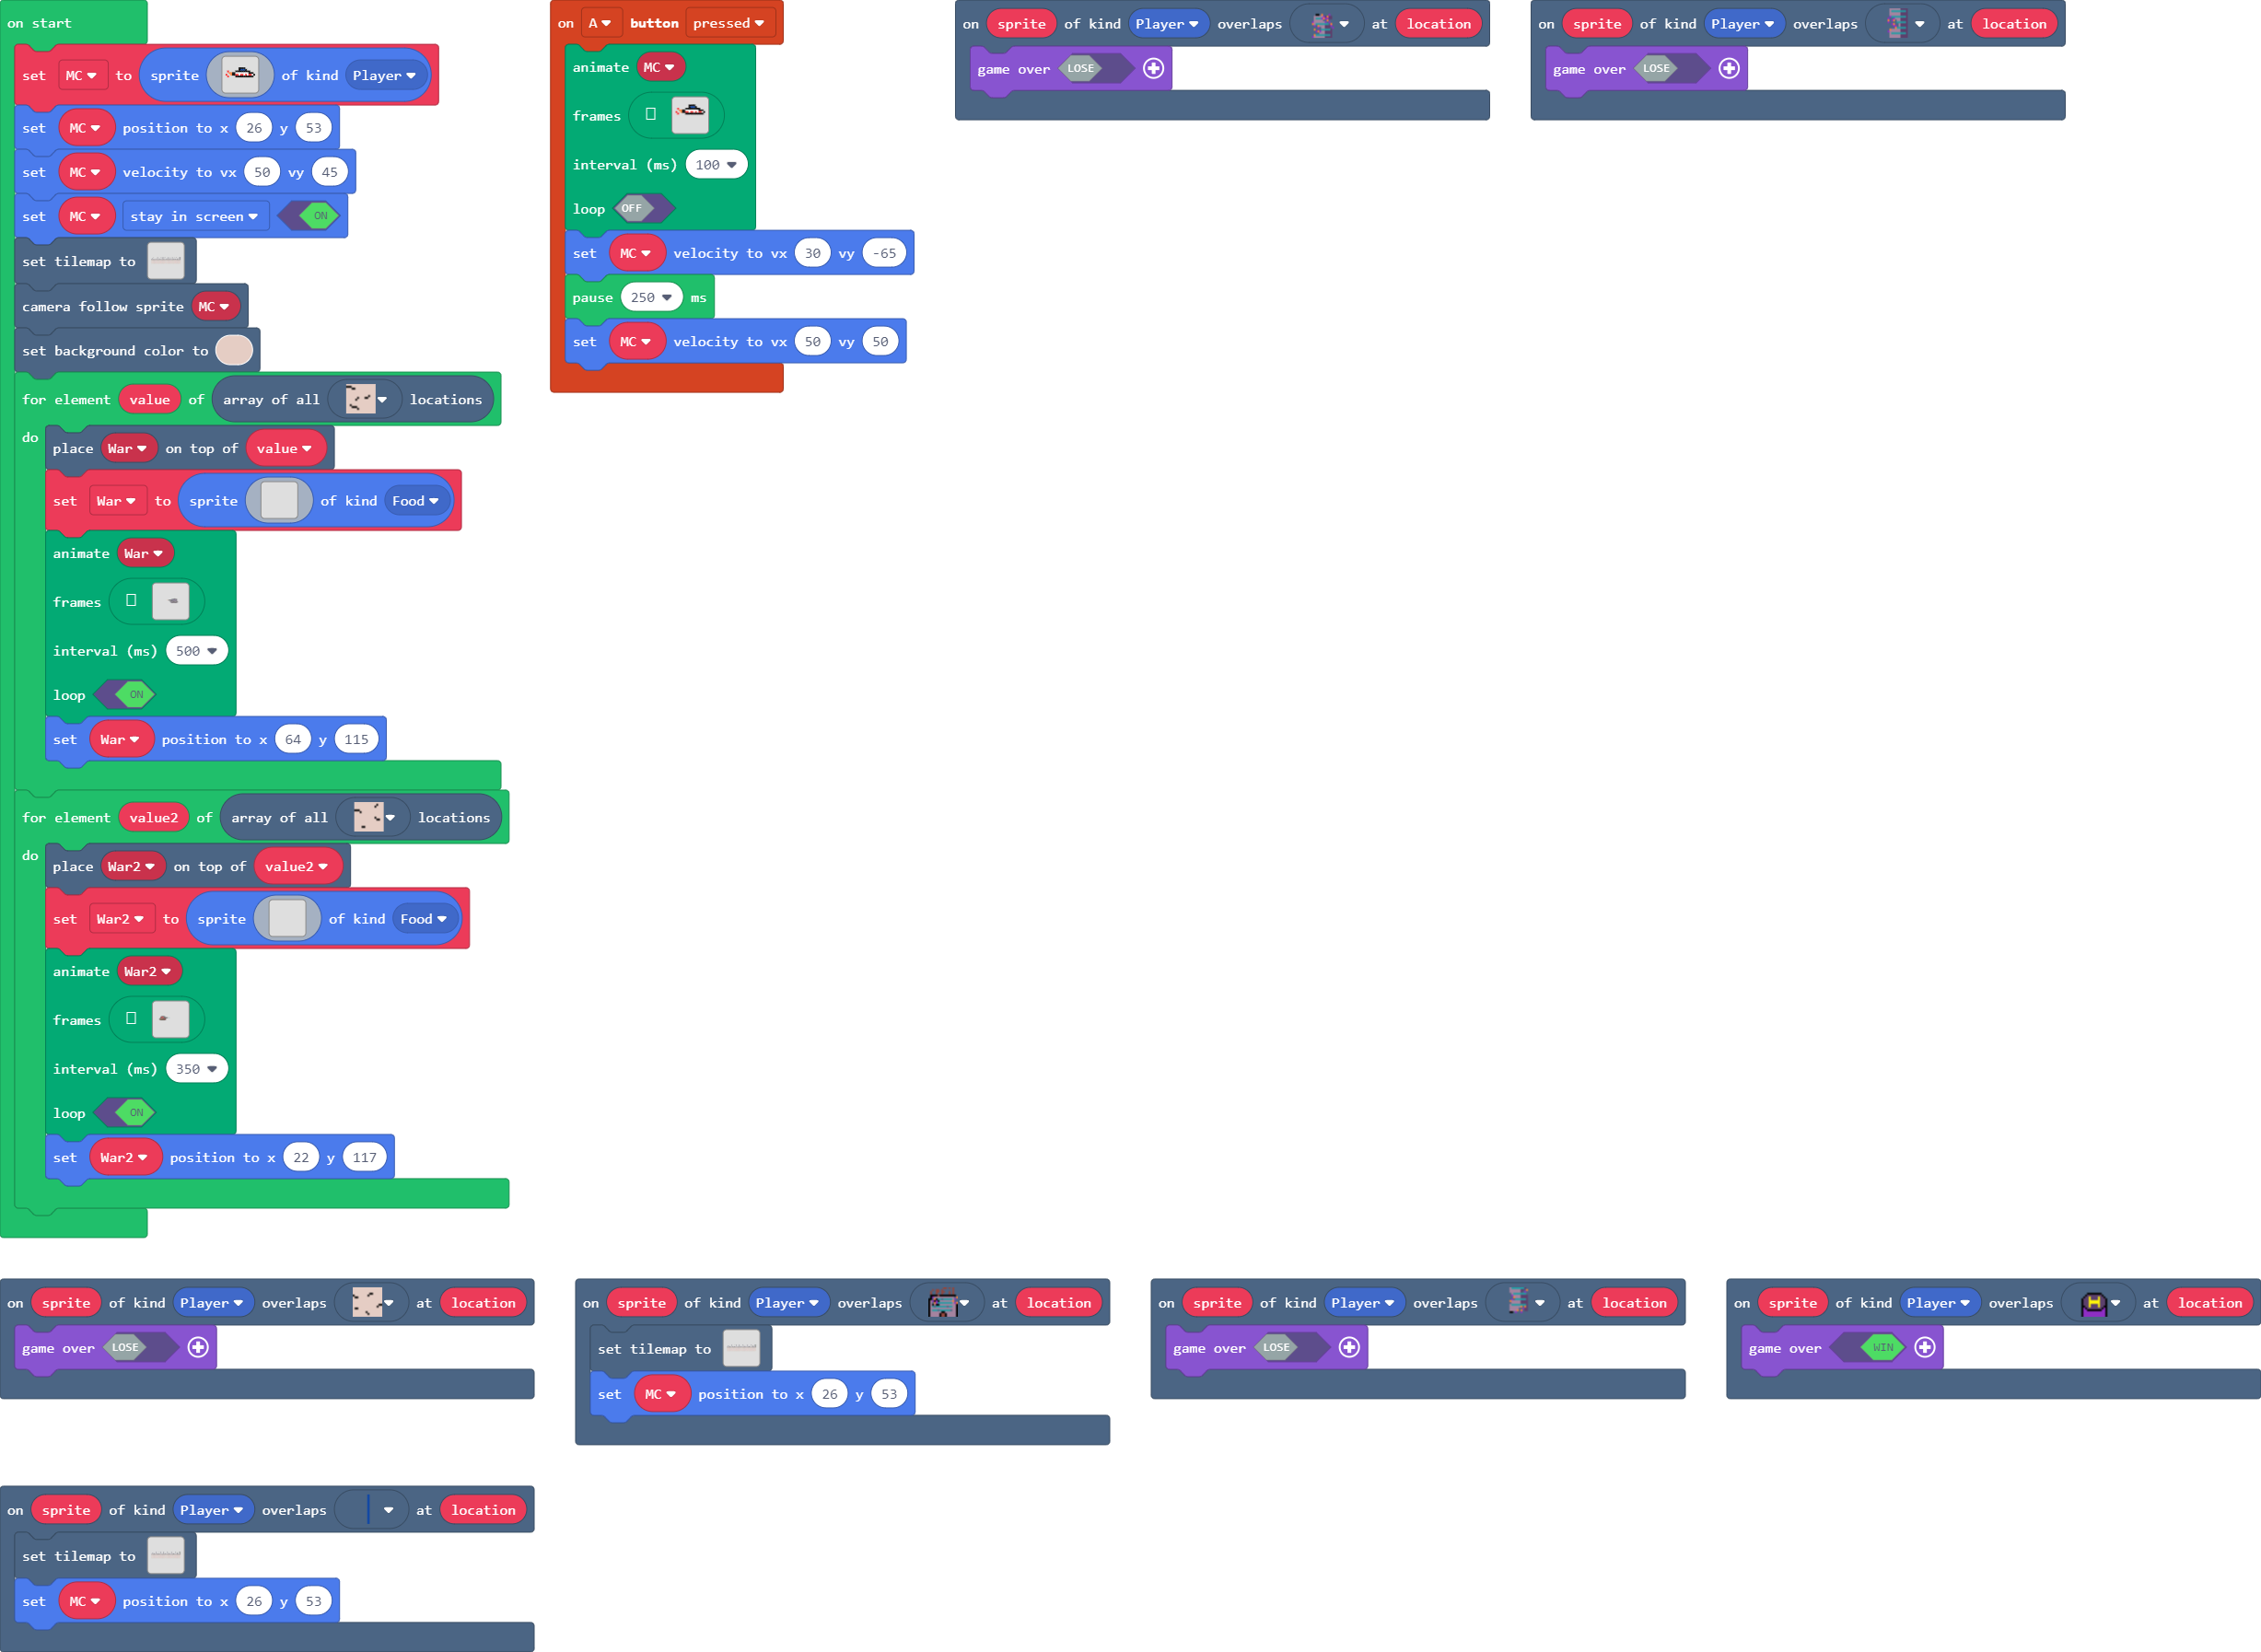 on start
set MC to sprite of kind Player
set MC position to x 26 y 53
set MC velocity to vx 50 vy 45
set MC stay in screen ON
set tilemap to
camera follow sprite MC
set background color to
for element value of array of all locations
do place War on top of value
set War to sprite of kind Food
animate War
frames
interval (ms) 500
loop ON
set War position to x 64 y 115
for element value2 of array of all locations
do place War2 on top of value2
set War2 to sprite of kind Food
animate War2
frames
interval (ms) 350
loop ON
set War2 position to x 22 y 117
on A button pressed
animate MC
frames
interval (ms) 100
loop OFF
set MC velocity to vx 30 vy -65
pause 250 ms
set MC velocity to vx 50 vy 50
on sprite of kind Player overlaps at location
game over LOSE
on sprite of kind Player overlaps at location
game over LOSE
on sprite of kind Player overlaps at location
game over LOSE
on sprite of kind Player overlaps at location
set tilemap to
set MC position to x 26 y 53
on sprite of kind Player overlaps at location
game over LOSE
on sprite of kind Player overlaps at location
game over WIN
on sprite of kind Player overlaps at location
set tilemap to
set MC position to x 26 y 53